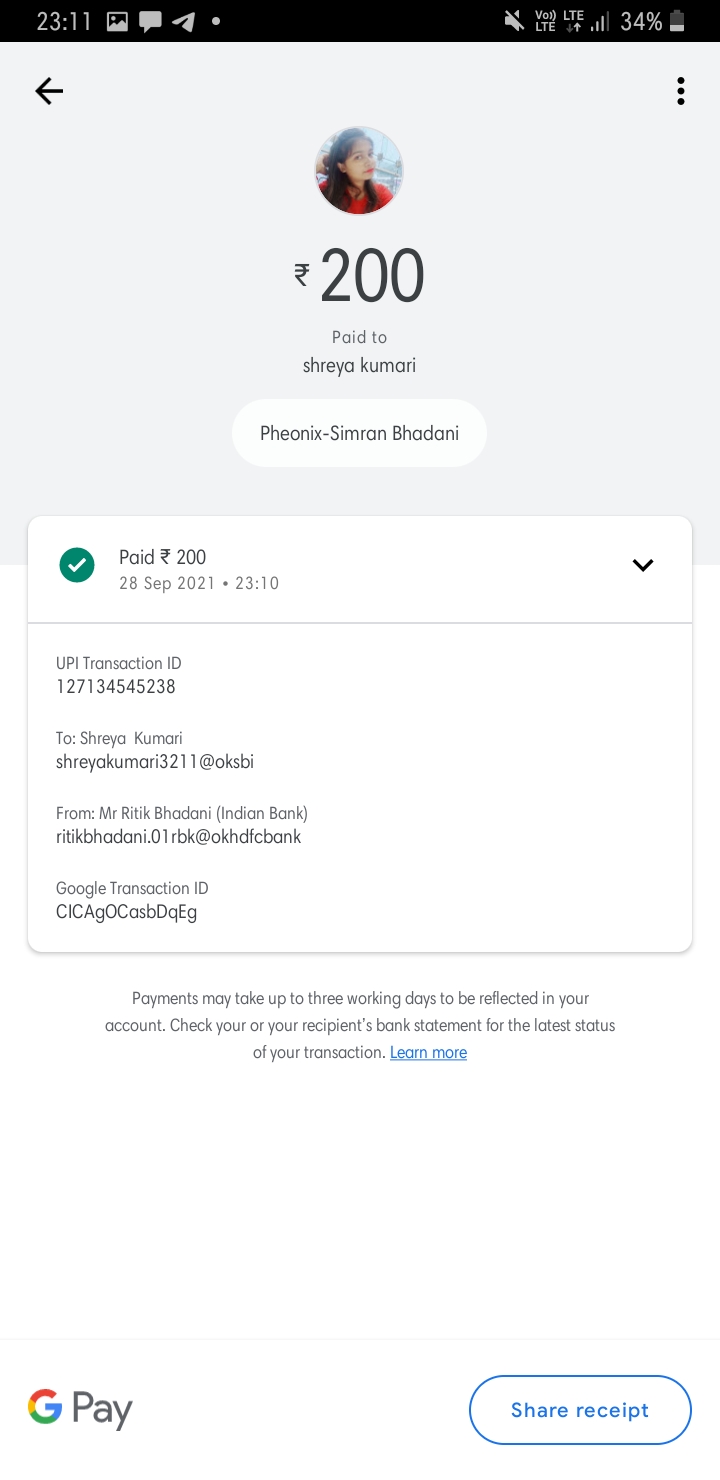 23:11 Vo)) LTE LTE 34%
₹200
Paid to
shreya kumari
Pheonix-Simran Bhadani
Paid ₹ 200
28 Sep 2021 • 23:10
UPI Transaction ID
127134545238
To: Shreya  Kumari
shreyakumari3211@oksbi
From: Mr Ritik Bhadani (Indian Bank)
ritikbhadani.01rbk@okhdfcbank
Google Transaction ID
CICAgOCasbDqEg
Payments may take up to three working days to be reflected in your
account. Check your or your recipient's bank statement for the latest status
of your transaction. Learn more
G Pay
Share receipt